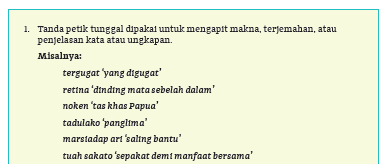 1. Tanda petik tunggal dipakai untuk mengapit makna, terjemahan, atau
penjelasan kata atau ungkapan.
Misalnya:
tergugat ‘yang digugat’
retina ‘dinding mata sebelah dalam’
noken ‘tas khas Papua’
tadulako ‘panglima’
marsiadap ari ‘saling bantu’
tuah sakato ‘sepakat demi manfaat bersama’